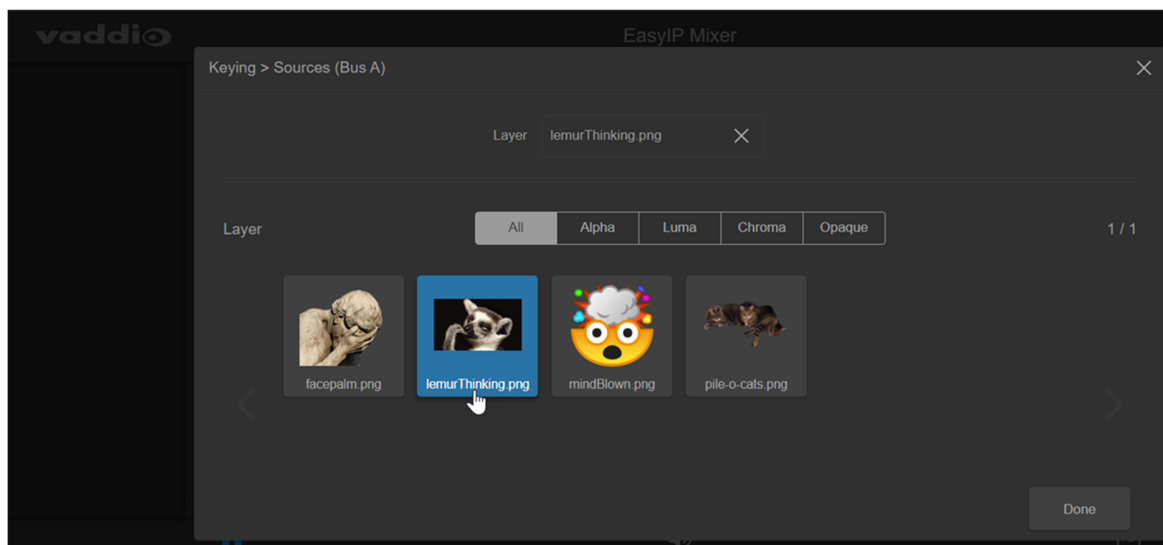 vaddio
EasyIP Mixer
Keying > Sources (Bus A)
Layer lemurThinking.png
Layer All Alpha Luma Chroma Opaque 1 / 1
facepalm.png lemurThinking.png mindBlown.png pile-o-cats.png
Done